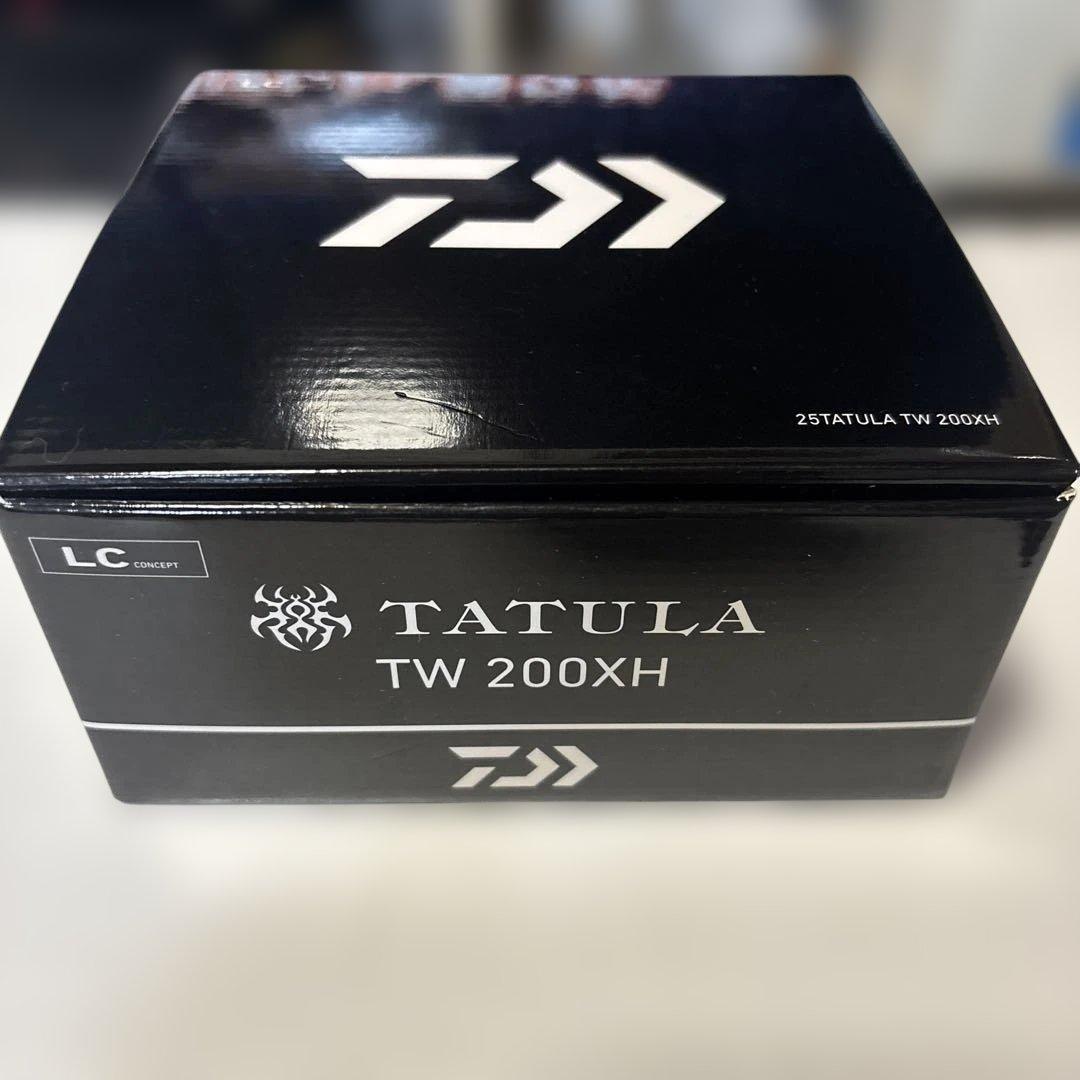 25TATULA TW 200XH
LC CONCEPT
TATULA
TW 200XH